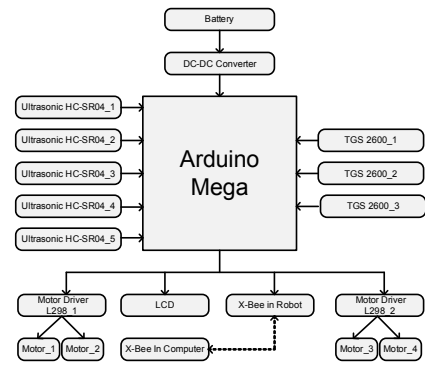 Battery
DC-DC Converter
Ultrasonic HC-SR04_1
Ultrasonic HC-SR04_2
Ultrasonic HC-SR04_3
Ultrasonic HC-SR04_4
Ultrasonic HC-SR04_5
Arduino
Mega
TGS 2600_1
TGS 2600_2
TGS 2600_3
Motor Driver
L298_1
LCD
X-Bee in Robot
Motor Driver
L298_2
Motor_1
Motor_2
X-Bee In Computer
Motor_3
Motor_4